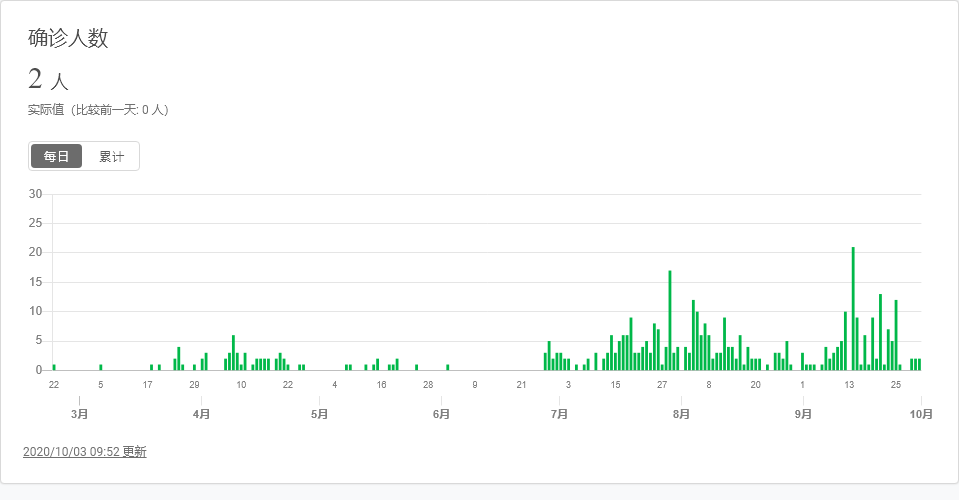 确诊人数
2 人
实际值 (比较前一天: 0 人)
每日 累计
30
25
20
15
10
5
0
22 5 17 29 10 22 4 16 28 9 21 3 15 27 8 20 1 13 25
3月 4月 5月 6月 7月 8月 9月 10月
2020/10/03 09:52 更新